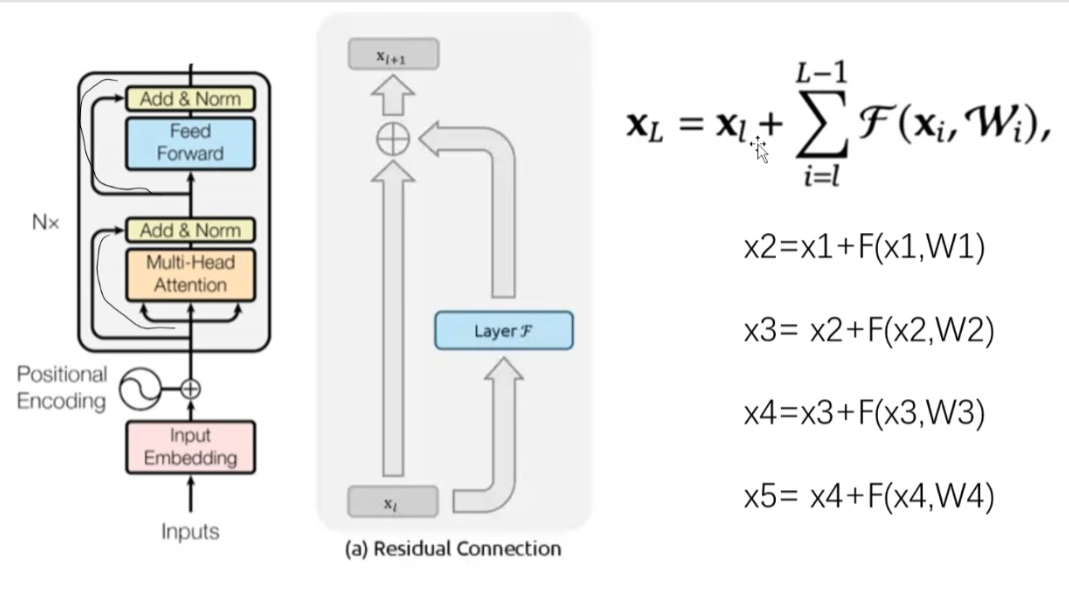 Add & Norm
Feed
Forward
N×
Add & Norm
Multi-Head
Attention
Positional
Encoding
Input
Embedding
Inputs
x_{l+1}
Layer ℱ
x_l
(a) Residual Connection
x_L = x_l + ∑_{i=l}^{L−1} ℱ(x_i, 𝒲_i),
x2=x1+F(x1,W1)
x3= x2+F(x2,W2)
x4=x3+F(x3,W3)
x5= x4+F(x4,W4)